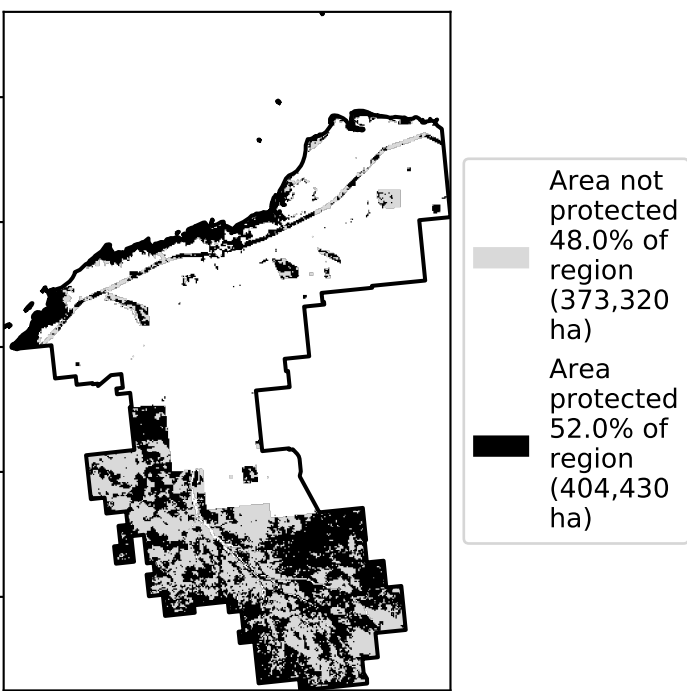 Area not
protected
48.0% of
region
(373,320
ha)
Area
protected
52.0% of
region
(404,430
ha)